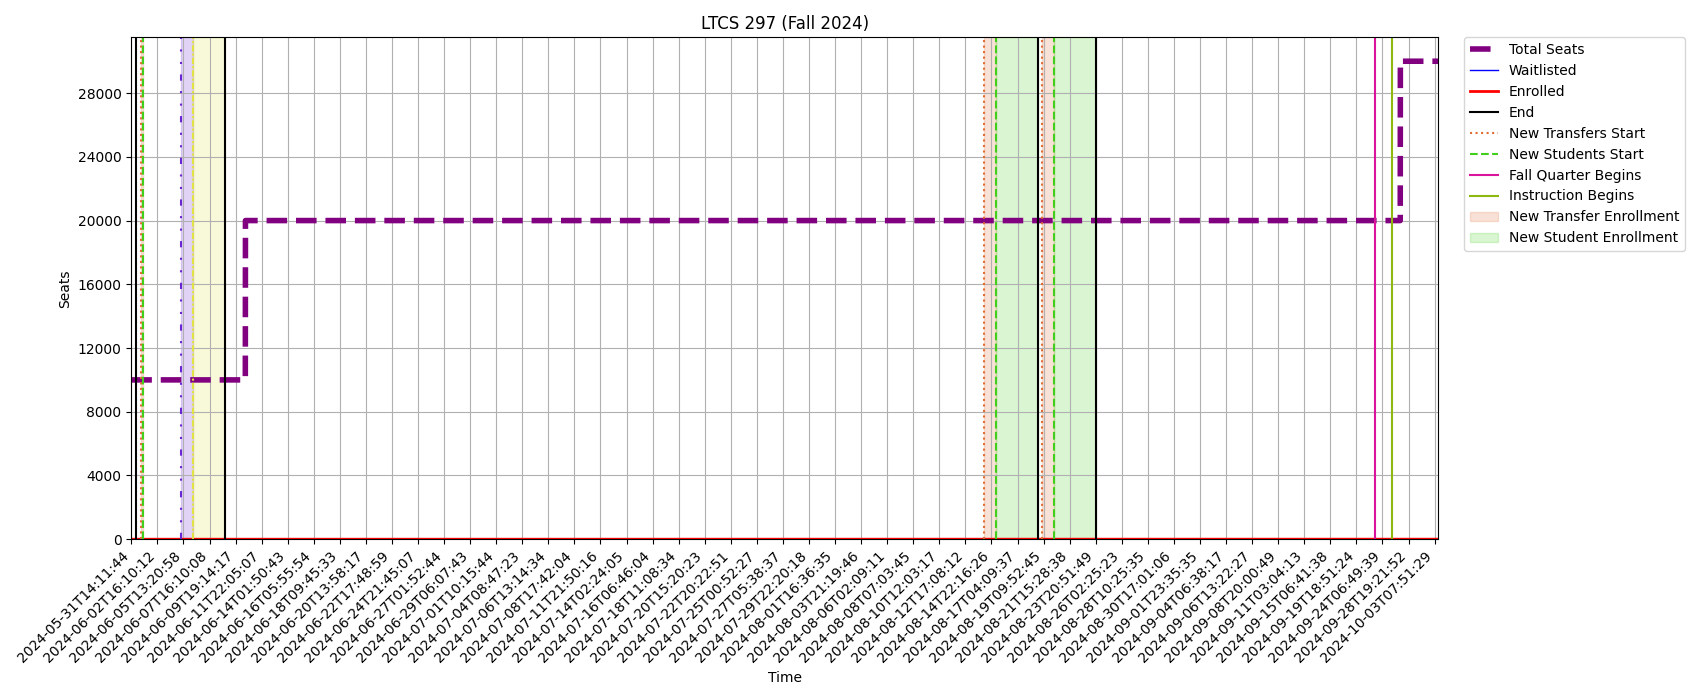 LTCS 297 (Fall 2024)
Seats
28000
24000
20000
16000
12000
8000
4000
0
2024-05-31T14:11:44
2024-06-02T16:10:12
2024-06-05T13:20:58
2024-06-07T16:10:08
2024-06-09T19:14:17
2024-06-11T22:05:07
2024-06-14T01:50:43
2024-06-16T05:55:54
2024-06-18T09:45:33
2024-06-20T13:58:17
2024-06-22T17:48:59
2024-06-24T21:45:07
2024-06-27T01:52:44
2024-06-29T06:07:43
2024-07-01T10:15:44
2024-07-04T08:47:23
2024-07-06T13:14:34
2024-07-08T17:42:04
2024-07-11T21:50:16
2024-07-14T02:24:05
2024-07-16T06:46:04
2024-07-18T11:08:34
2024-07-20T15:20:23
2024-07-22T20:22:51
2024-07-25T00:52:27
2024-07-27T05:38:37
2024-07-29T22:20:18
2024-08-01T16:36:35
2024-08-03T21:19:46
2024-08-06T02:09:11
2024-08-08T07:03:45
2024-08-10T12:03:17
2024-08-12T17:08:12
2024-08-14T22:16:26
2024-08-17T04:09:37
2024-08-19T09:52:45
2024-08-21T15:28:38
2024-08-23T20:51:49
2024-08-26T02:25:23
2024-08-28T10:25:35
2024-08-30T17:01:06
2024-09-01T23:35:35
2024-09-04T06:38:17
2024-09-06T13:22:27
2024-09-08T20:00:49
2024-09-11T03:04:13
2024-09-15T06:41:38
2024-09-19T18:51:24
2024-09-24T06:49:39
2024-09-28T19:21:52
2024-10-03T07:51:29
Time
Total Seats
Waitlisted
Enrolled
End
New Transfers Start
New Students Start
Fall Quarter Begins
Instruction Begins
New Transfer Enrollment
New Student Enrollment